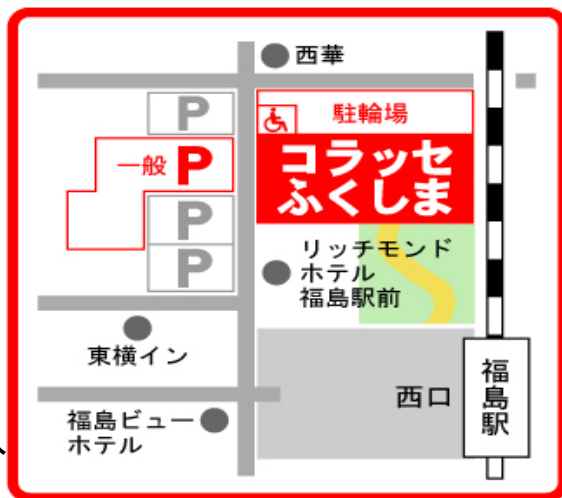 西華
P
駐輪場
一般 P
コラッセ
ふくしま
P
P
リッチモンド
ホテル
福島駅前
東横イン
西口
福島駅
福島ビュー
ホテル